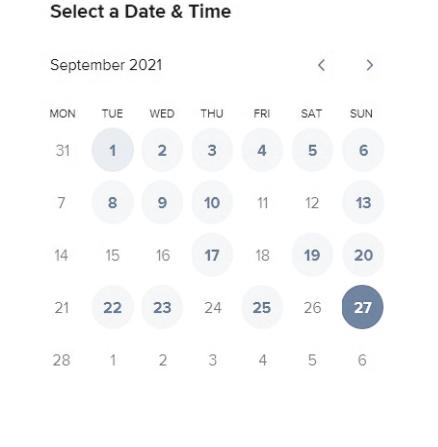 Select a Date & Time
September 2021
MON TUE WED THU FRI SAT SUN
31 1 2 3 4 5 6
7 8 9 10 11 12 13
14 15 16 17 18 19 20
21 22 23 24 25 26 27
28 1 2 3 4 5 6